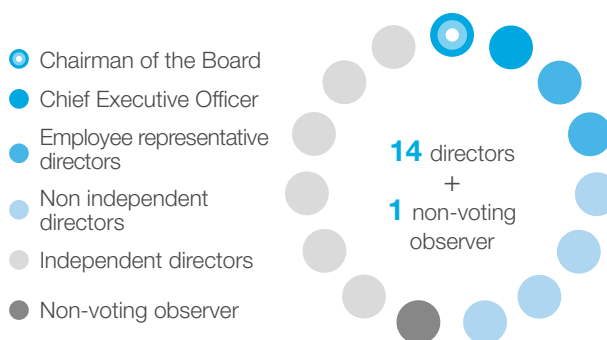 Chairman of the Board
Chief Executive Officer
Employee representative
directors
Non independent
directors
Independent directors
Non-voting observer
14 directors
+
1 non-voting
observer